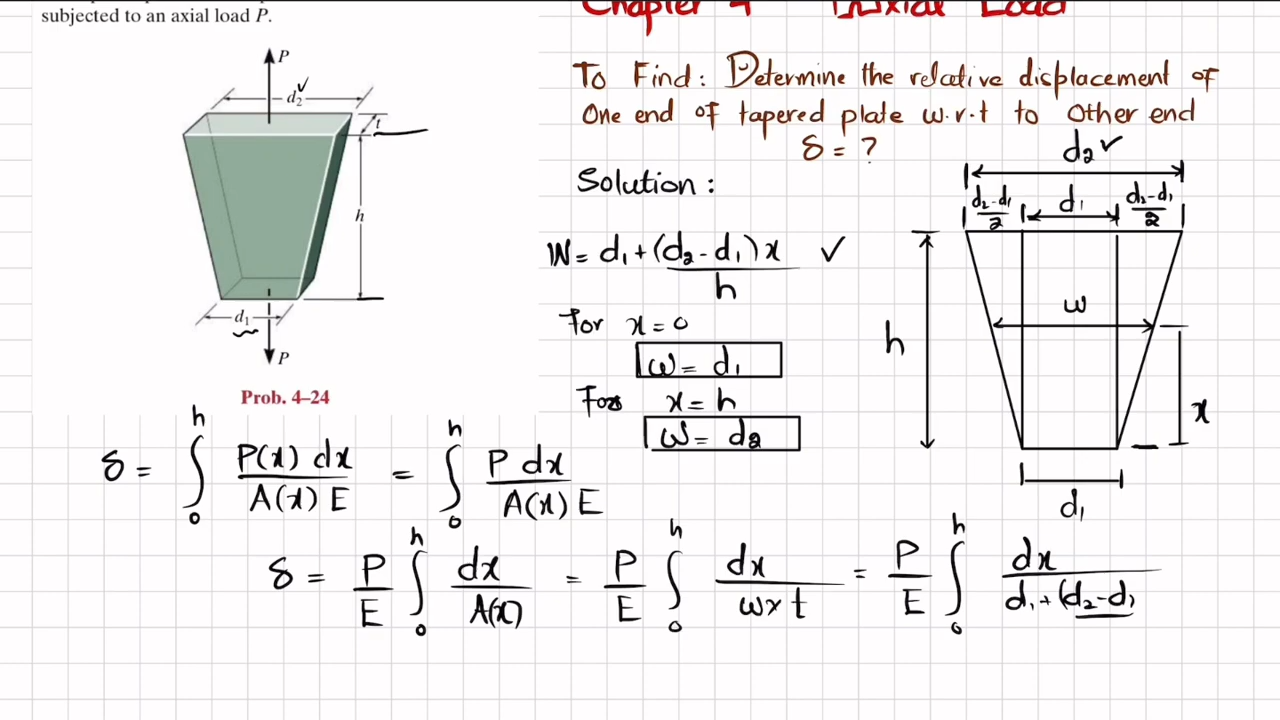 subjected to an axial load P.
Chapter 4 Axial Load
To Find: Determine the relative displacement of
One end of tapered plate w.r.t to Other end
δ = ?
Solution:
W = d₁ + (d₂ - d₁)x / h ✓
For x = 0
w = d₁
For x = h
w = d₂
P
d₂ ✓
t
h
d₁
P
Prob. 4–24
d₂ ✓
d₂-d₁/2 d₁ d₂-d₁/2
h
w
x
d₁
δ = ∫₀ʰ P(x) dx / A(x) E = ∫₀ʰ P dx / A(x) E
δ = P/E ∫₀ʰ dx / A(x) = P/E ∫₀ʰ dx / w x t = P/E ∫₀ʰ dx / d₁ + (d₂-d₁